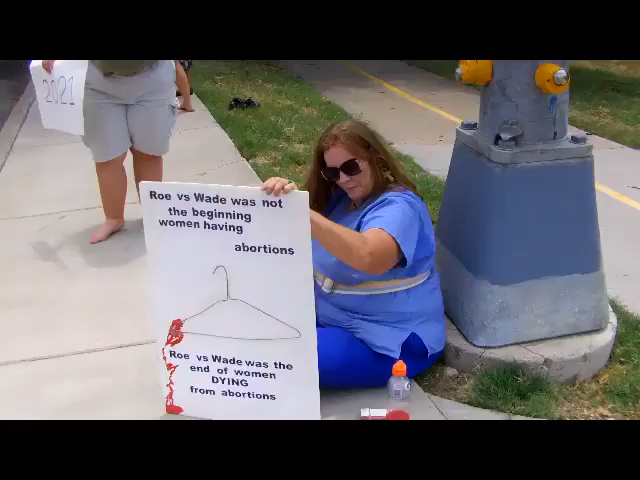 2021
Roe vs Wade was not
the beginning
women having
abortions
Roe vs Wade was the
end of women
DYING
from abortions